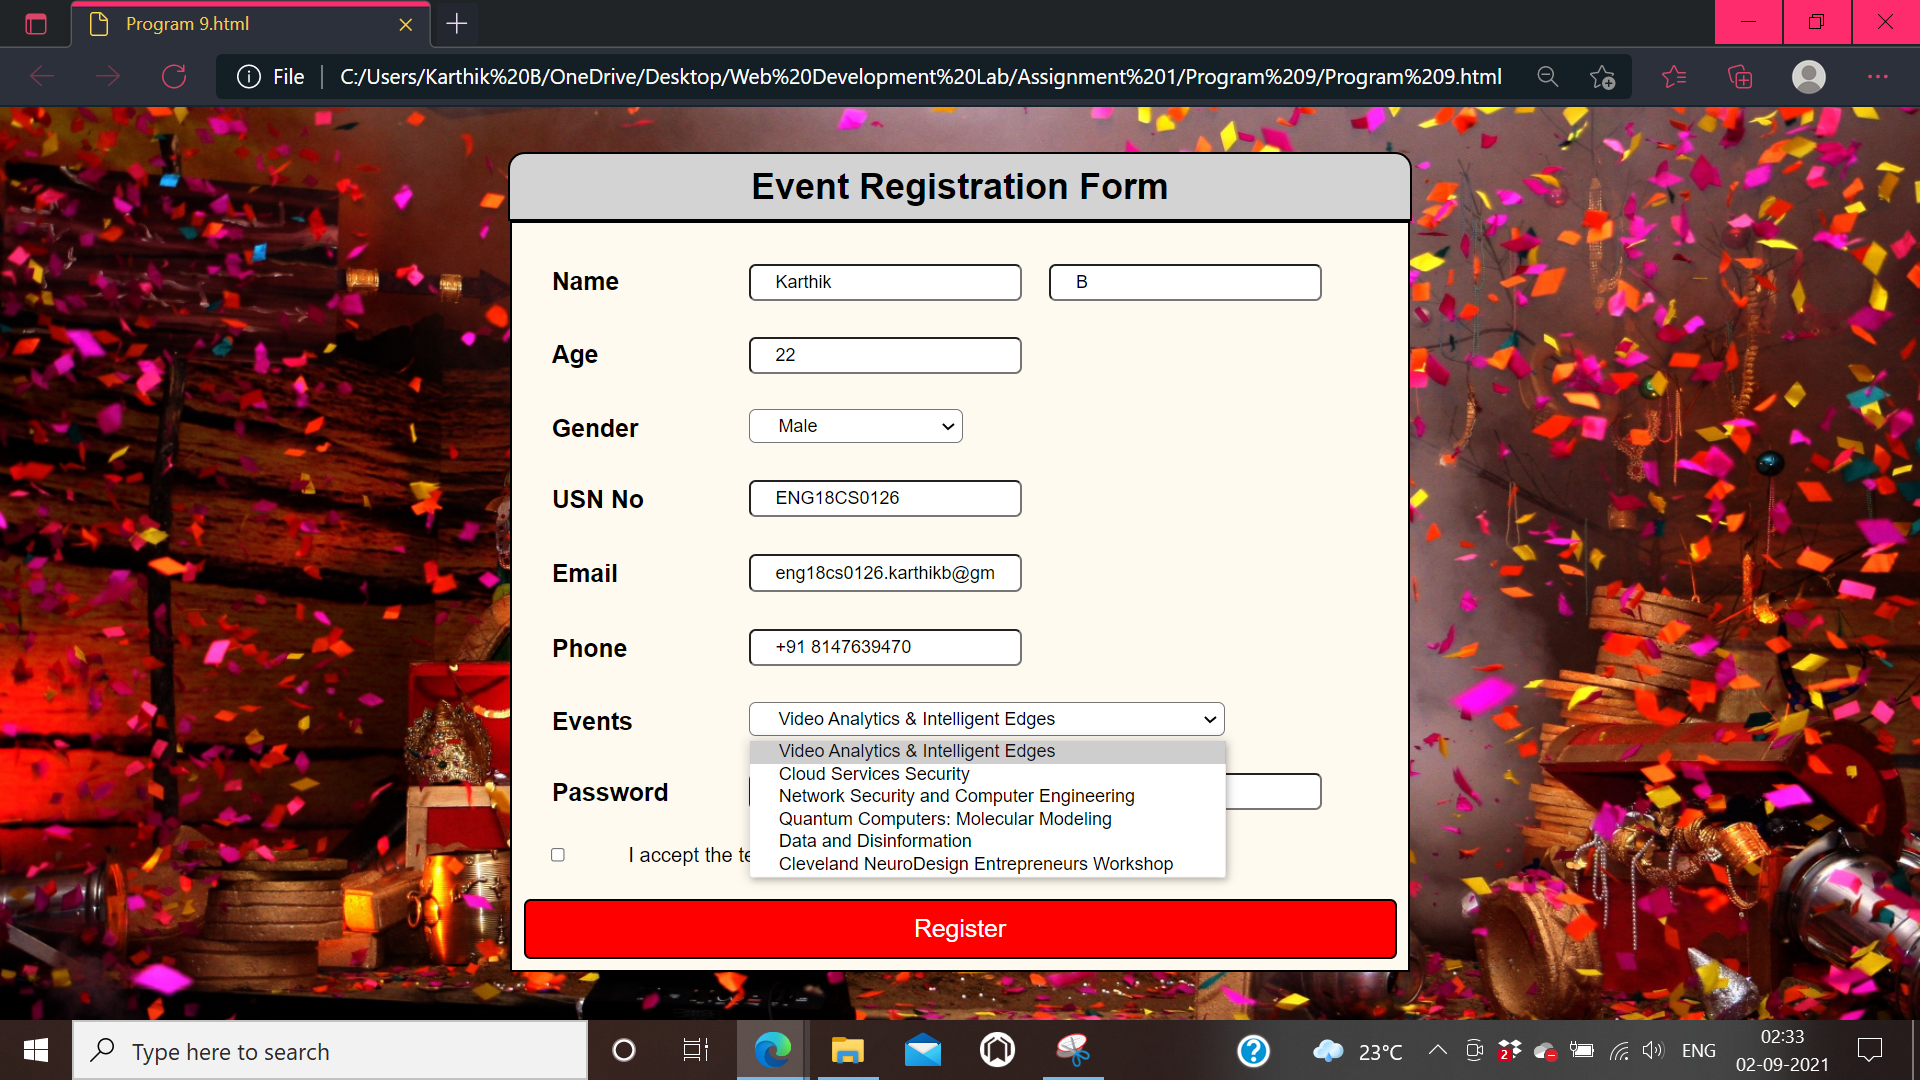 Program 9.html
File
C:/Users/Karthik%20B/OneDrive/Desktop/Web%20Development%20Lab/Assignment%201/Program%209/Program%209.html
Event Registration Form
Name Karthik B
Age 22
Gender Male
USN No ENG18CS0126
Email eng18cs0126.karthikb@gm
Phone +91 8147639470
Events Video Analytics & Intelligent Edges
Video Analytics & Intelligent Edges
Cloud Services Security
Network Security and Computer Engineering
Quantum Computers: Molecular Modeling
Data and Disinformation
Cleveland NeuroDesign Entrepreneurs Workshop
Password
I accept the te
Register
Type here to search
2
23°C
ENG
02:33
02-09-2021